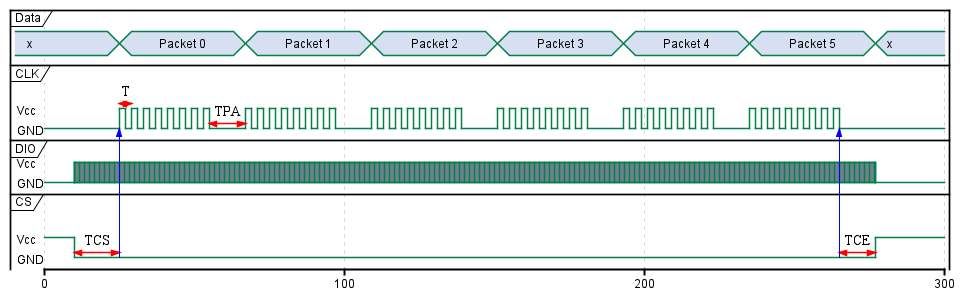 Data
x Packet 0 Packet 1 Packet 2 Packet 3 Packet 4 Packet 5 x
CLK
T
Vcc TPA
GND
DIO
Vcc
GND
CS
Vcc TCS TCE
GND
0 100 200 300